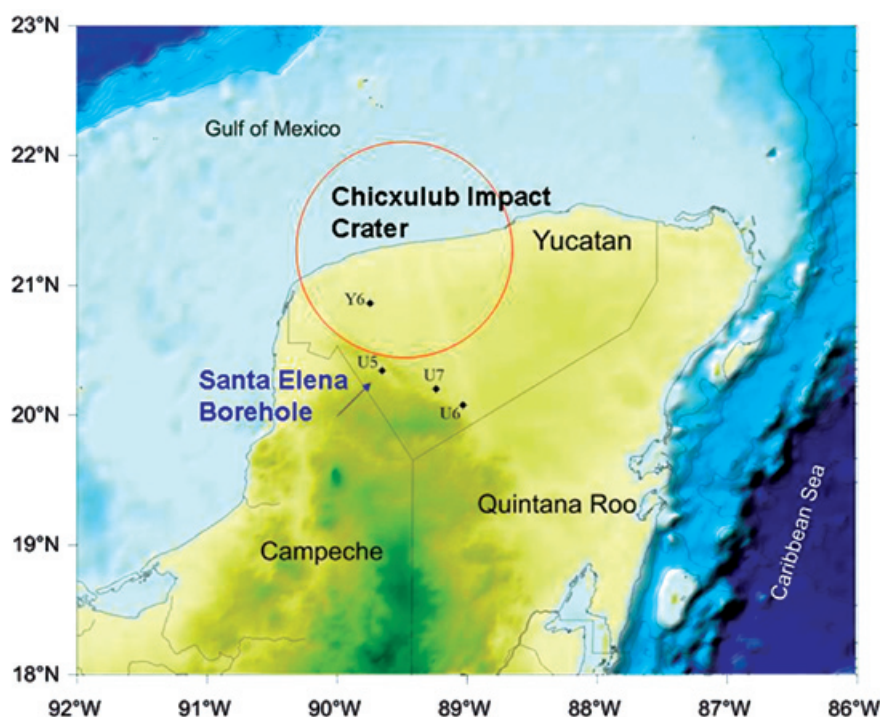 23°N
22°N
21°N
20°N
19°N
18°N
Gulf of Mexico
Chicxulub Impact
Crater
Yucatan
Y6
U5
U7
U6
Santa Elena
Borehole
Quintana Roo
Campeche
Caribbean Sea
92°W 91°W 90°W 89°W 88°W 87°W 86°W